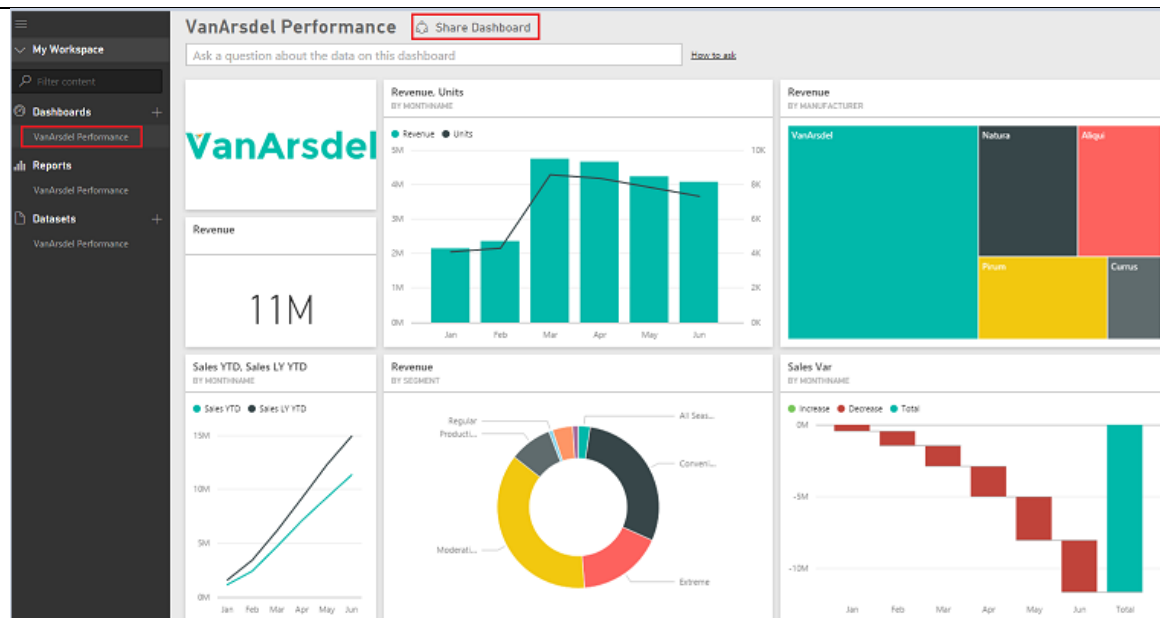 VanArsdel Performance
Share Dashboard
My Workspace
Ask a question about the data on this dashboard
How to ask
Filter content
Dashboards
VanArsdel Performance
Reports
VanArsdel Performance
Datasets
VanArsdel Performance
VanArsdel
Revenue
11M
Revenue, Units
BY MONTHNAME
Revenue Units
5M
4M
3M
2M
1M
0M
10K
8K
6K
4K
2K
0K
Jan Feb Mar Apr May Jun
Revenue
BY MANUFACTURER
VanArsdel
Natura
Aliqui
Pirum
Currus
Sales YTD, Sales LY YTD
BY MONTHNAME
Sales YTD Sales LY YTD
15M
10M
5M
0M
Jan Feb Mar Apr May Jun
Revenue
BY SEGMENT
Regular
Producti...
Moderati...
All Seas...
Conveni...
Extreme
Sales Var
BY MONTHNAME
Increase Decrease Total
0M
-5M
-10M
Jan Feb Mar Apr May Jun Total